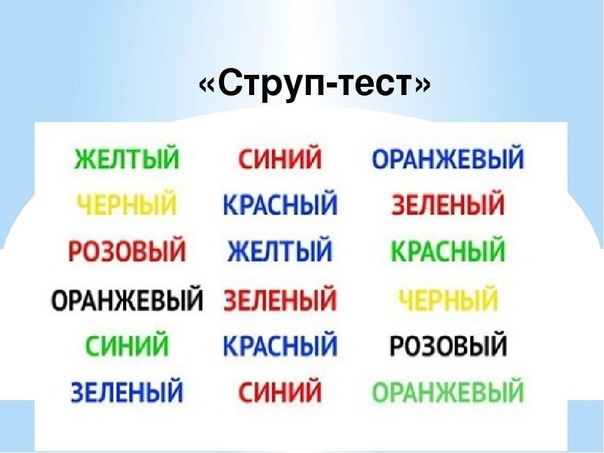 «Струп-тест»
ЖЕЛТЫЙ СИНИЙ ОРАНЖЕВЫЙ
ЧЕРНЫЙ КРАСНЫЙ ЗЕЛЕНЫЙ
РОЗОВЫЙ ЖЕЛТЫЙ КРАСНЫЙ
ОРАНЖЕВЫЙ ЗЕЛЕНЫЙ ЧЕРНЫЙ
СИНИЙ КРАСНЫЙ РОЗОВЫЙ
ЗЕЛЕНЫЙ СИНИЙ ОРАНЖЕВЫЙ